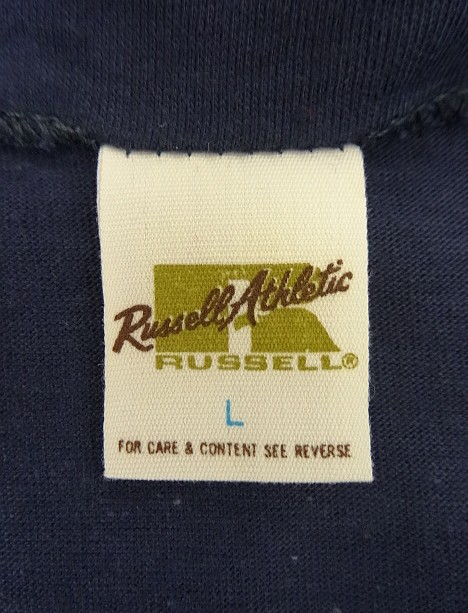 Russell Athletic
RUSSELL®
L
FOR CARE & CONTENT SEE REVERSE